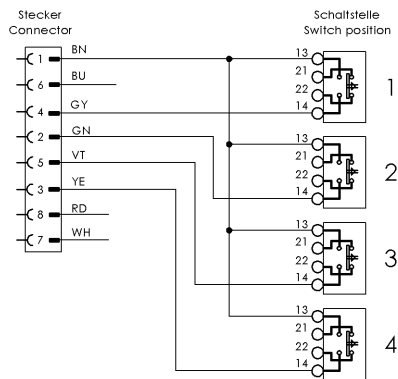 Stecker
Connector
Schaltstelle
Switch position
1 BN
6 BU
4 GY
2 GN
5 VT
3 YE
8 RD
7 WH
13
21
22
14
1
13
21
22
14
2
13
21
22
14
3
13
21
22
14
4